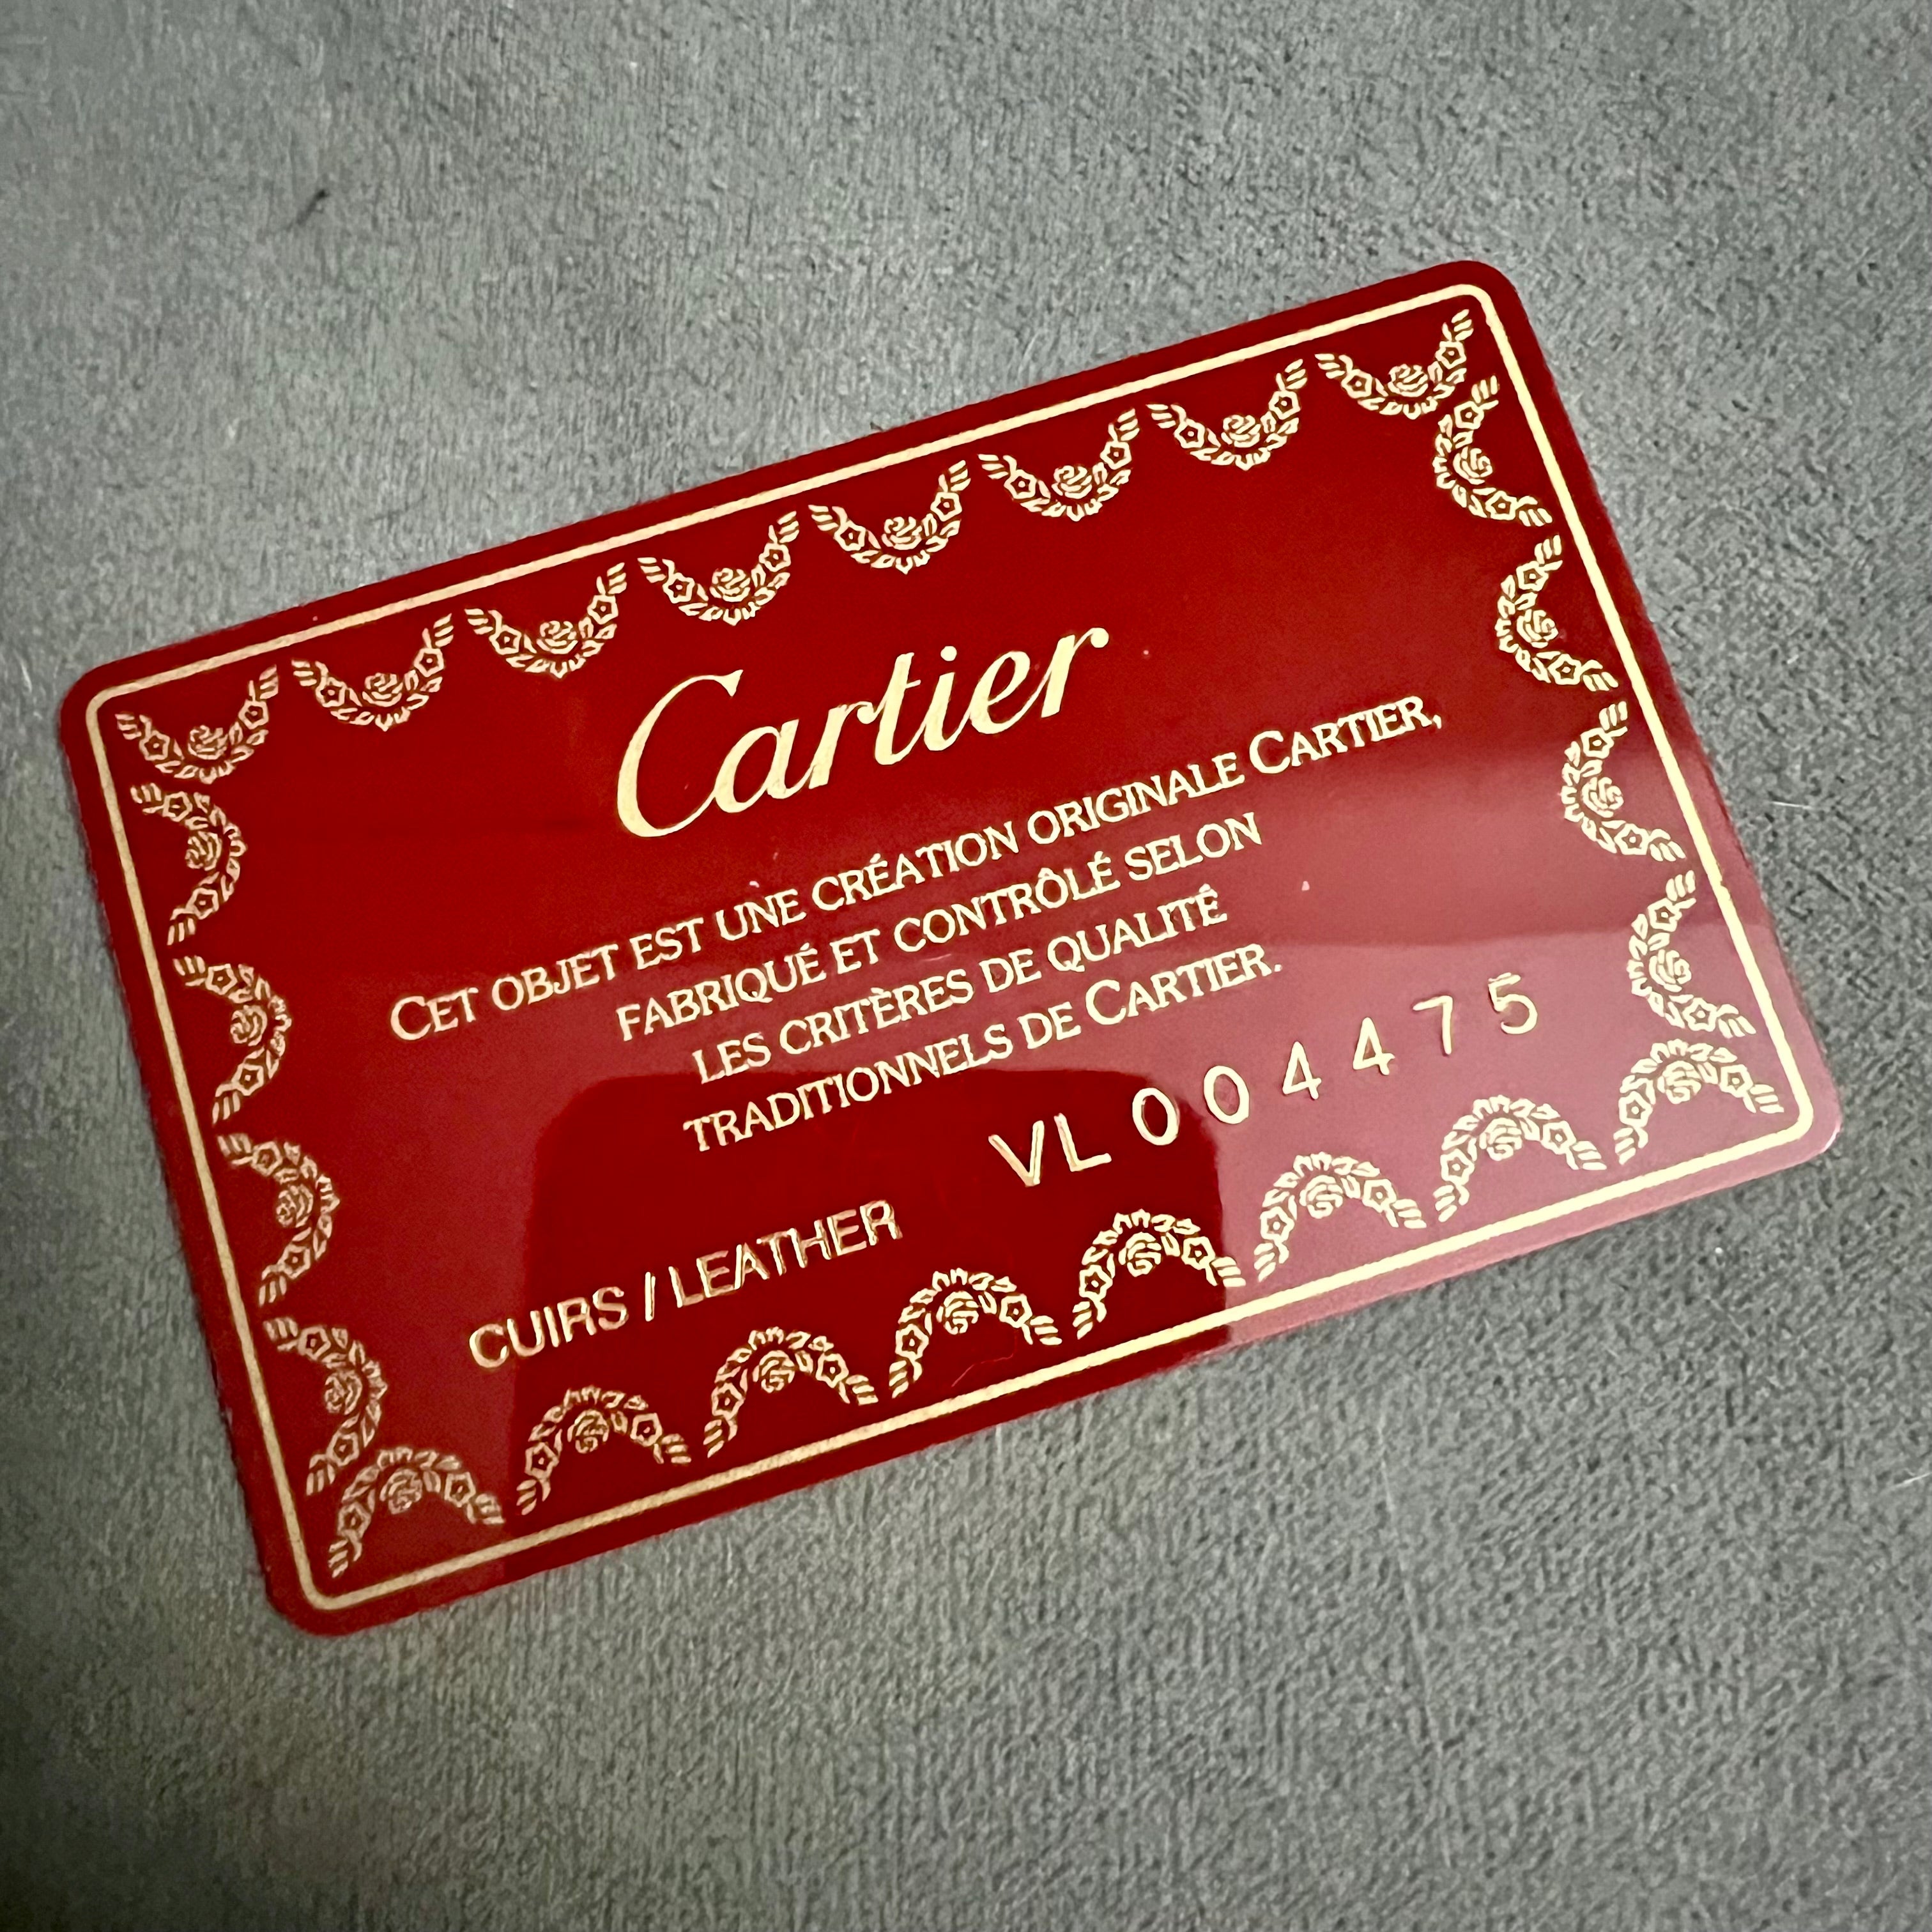 Cartier
CET OBJET EST UNE CRÉATION ORIGINALE CARTIER,
FABRIQUÉ ET CONTRÔLÉ SELON
LES CRITÈRES DE QUALITÉ
TRADITIONNELS DE CARTIER.
VL 004475
CUIRS / LEATHER